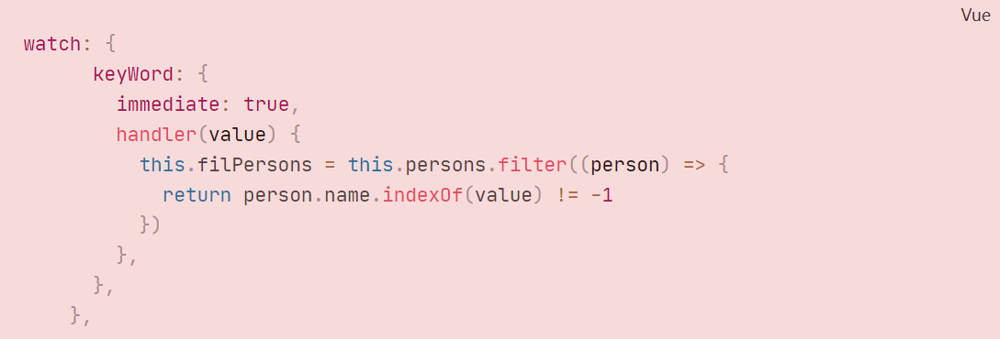 Vue
watch: {
      keyWord: {
        immediate: true,
        handler(value) {
          this.filPersons = this.persons.filter((person) => {
            return person.name.indexOf(value) != -1
          })
        },
      },
    },